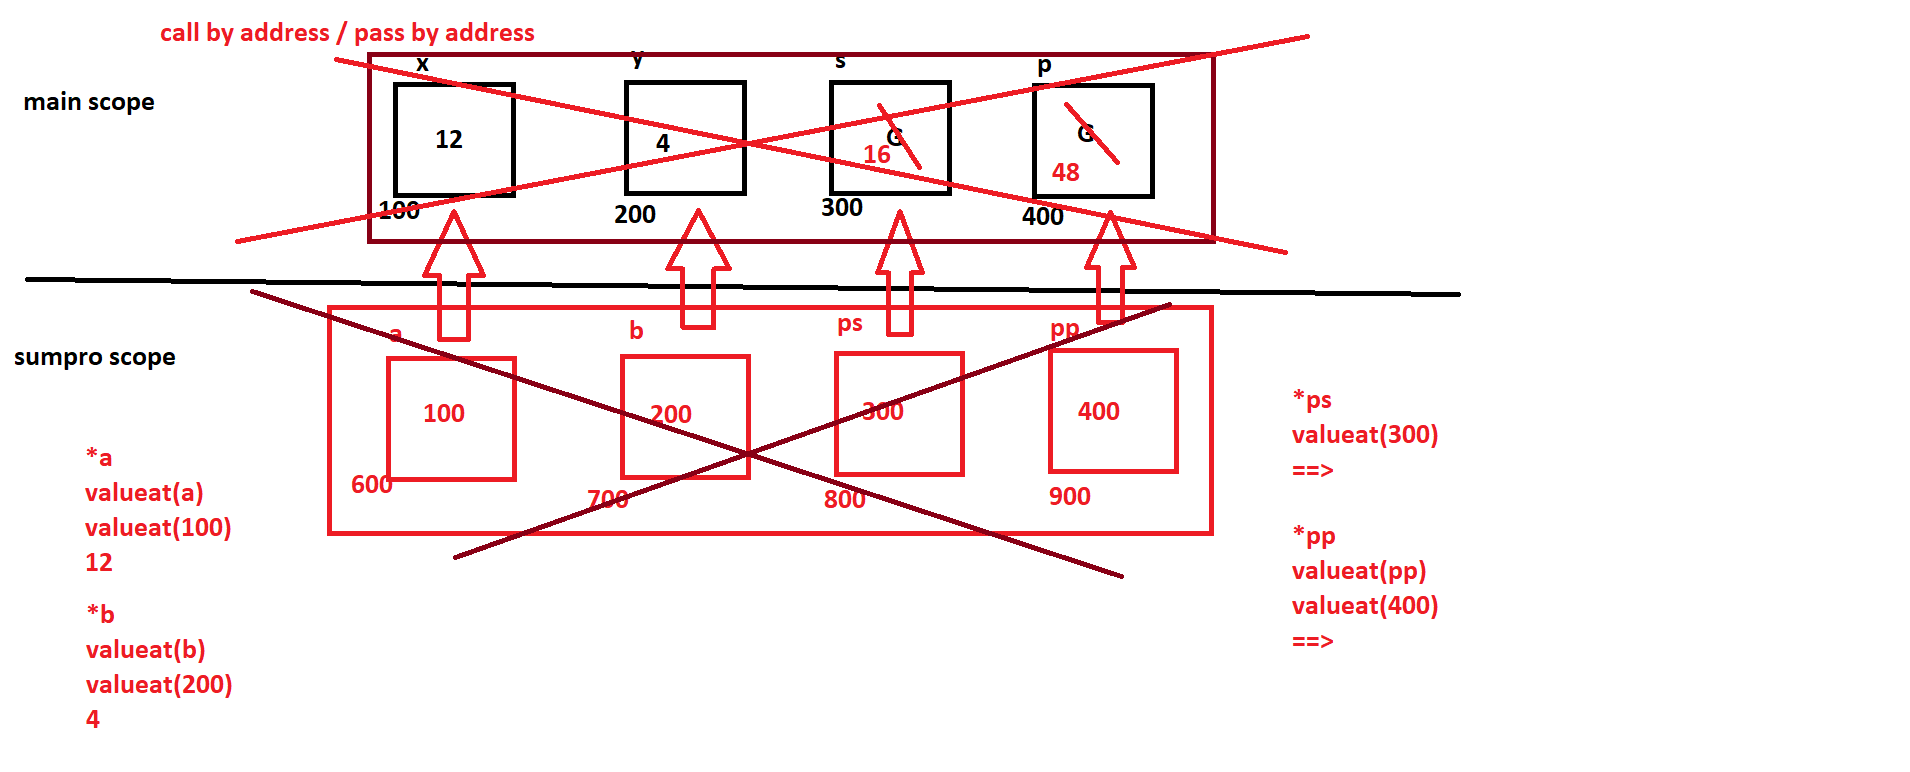 call by address / pass by address
x y s p
main scope
12 4 G 16 G 48
100 200 300 400
a b ps pp
sumpro scope
100 200 300 400
600 700 800 900
*a
valueat(a)
valueat(100)
12
*b
valueat(b)
valueat(200)
4
*ps
valueat(300)
==>
*pp
valueat(pp)
valueat(400)
==>